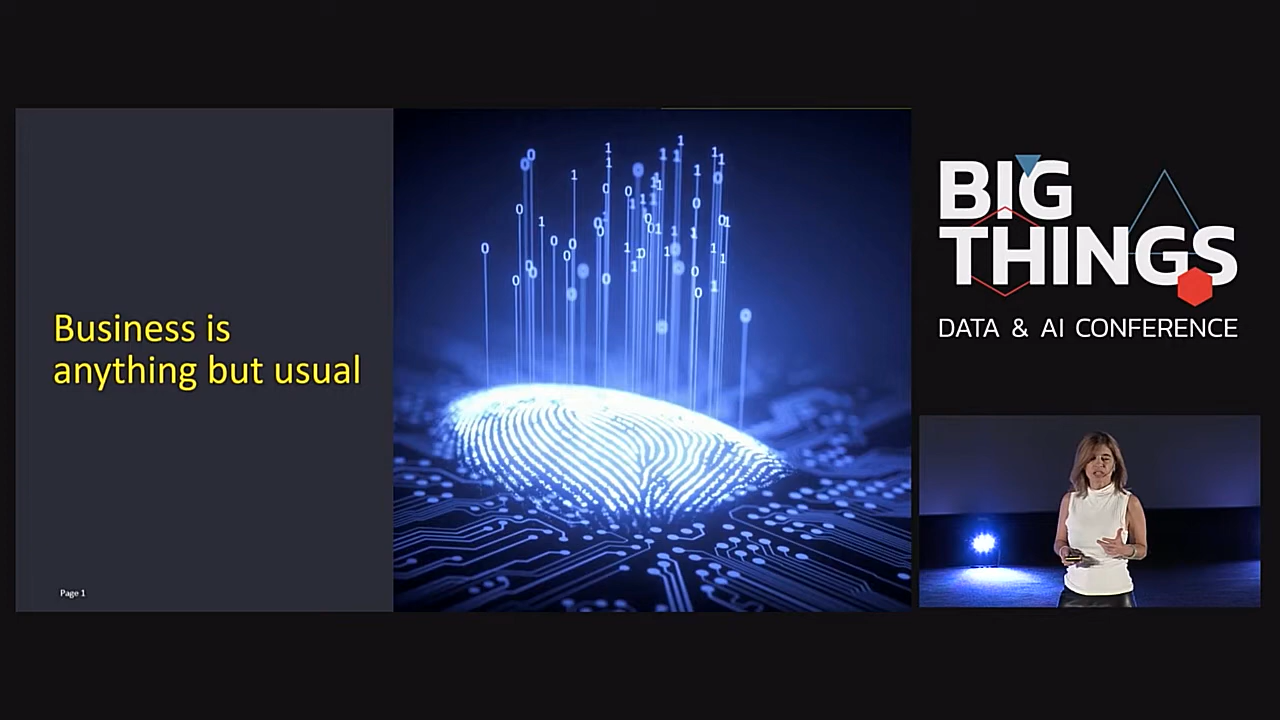 Business is
anything but usual
Page 1
BIG
THINGS
DATA & AI CONFERENCE